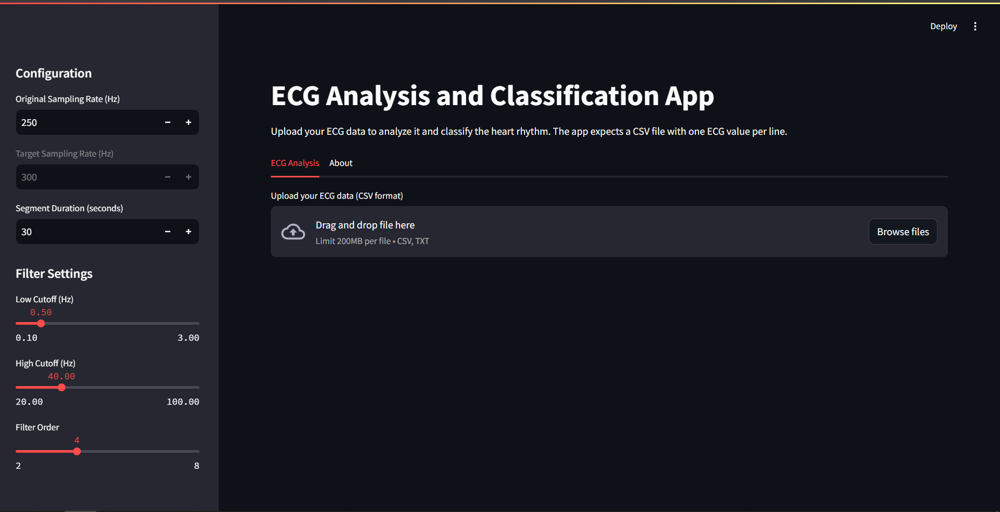 Deploy
Configuration
Original Sampling Rate (Hz)
250
Target Sampling Rate (Hz)
300
Segment Duration (seconds)
30
Filter Settings
Low Cutoff (Hz)
0.50
0.10 3.00
High Cutoff (Hz)
40.00
20.00 100.00
Filter Order
4
2 8
ECG Analysis and Classification App
Upload your ECG data to analyze it and classify the heart rhythm. The app expects a CSV file with one ECG value per line.
ECG Analysis About
Upload your ECG data (CSV format)
Drag and drop file here
Limit 200MB per file • CSV, TXT
Browse files